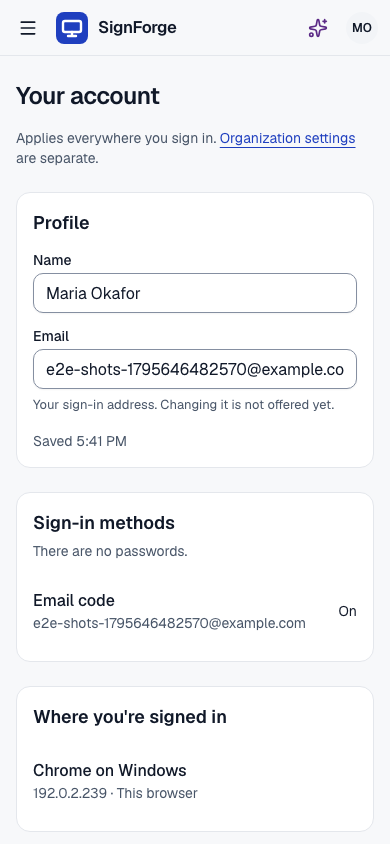 SignForge
MO
Your account
Applies everywhere you sign in. Organization settings
are separate.
Profile
Name
Maria Okafor
Email
e2e-shots-1795646482570@example.co
Your sign-in address. Changing it is not offered yet.
Saved 5:41 PM
Sign-in methods
There are no passwords.
Email code
On
e2e-shots-1795646482570@example.com
Where you're signed in
Chrome on Windows
192.0.2.239 · This browser